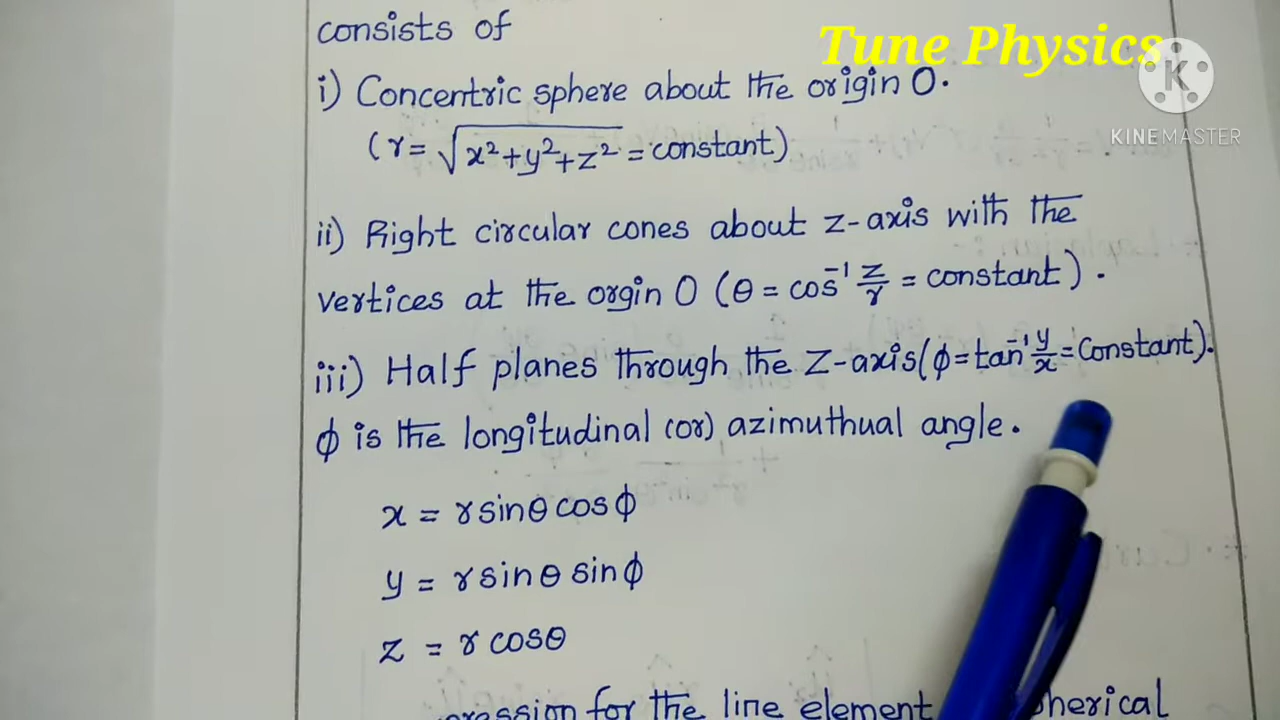 consists of
Tune Physics
K
KINEMASTER
i) Concentric sphere about the origin O.
(r = √x²+y²+z² = constant)
ii) Right circular cones about z-axis with the
vertices at the orgin O (θ = cos⁻¹ z/r = constant).
iii) Half planes through the Z-axis (ϕ = tan⁻¹ y/x = Constant).
ϕ is the longitudinal (or) azimuthual angle.
x = r sinθ cosϕ
y = r sinθ sinϕ
z = r cosθ
for the line element